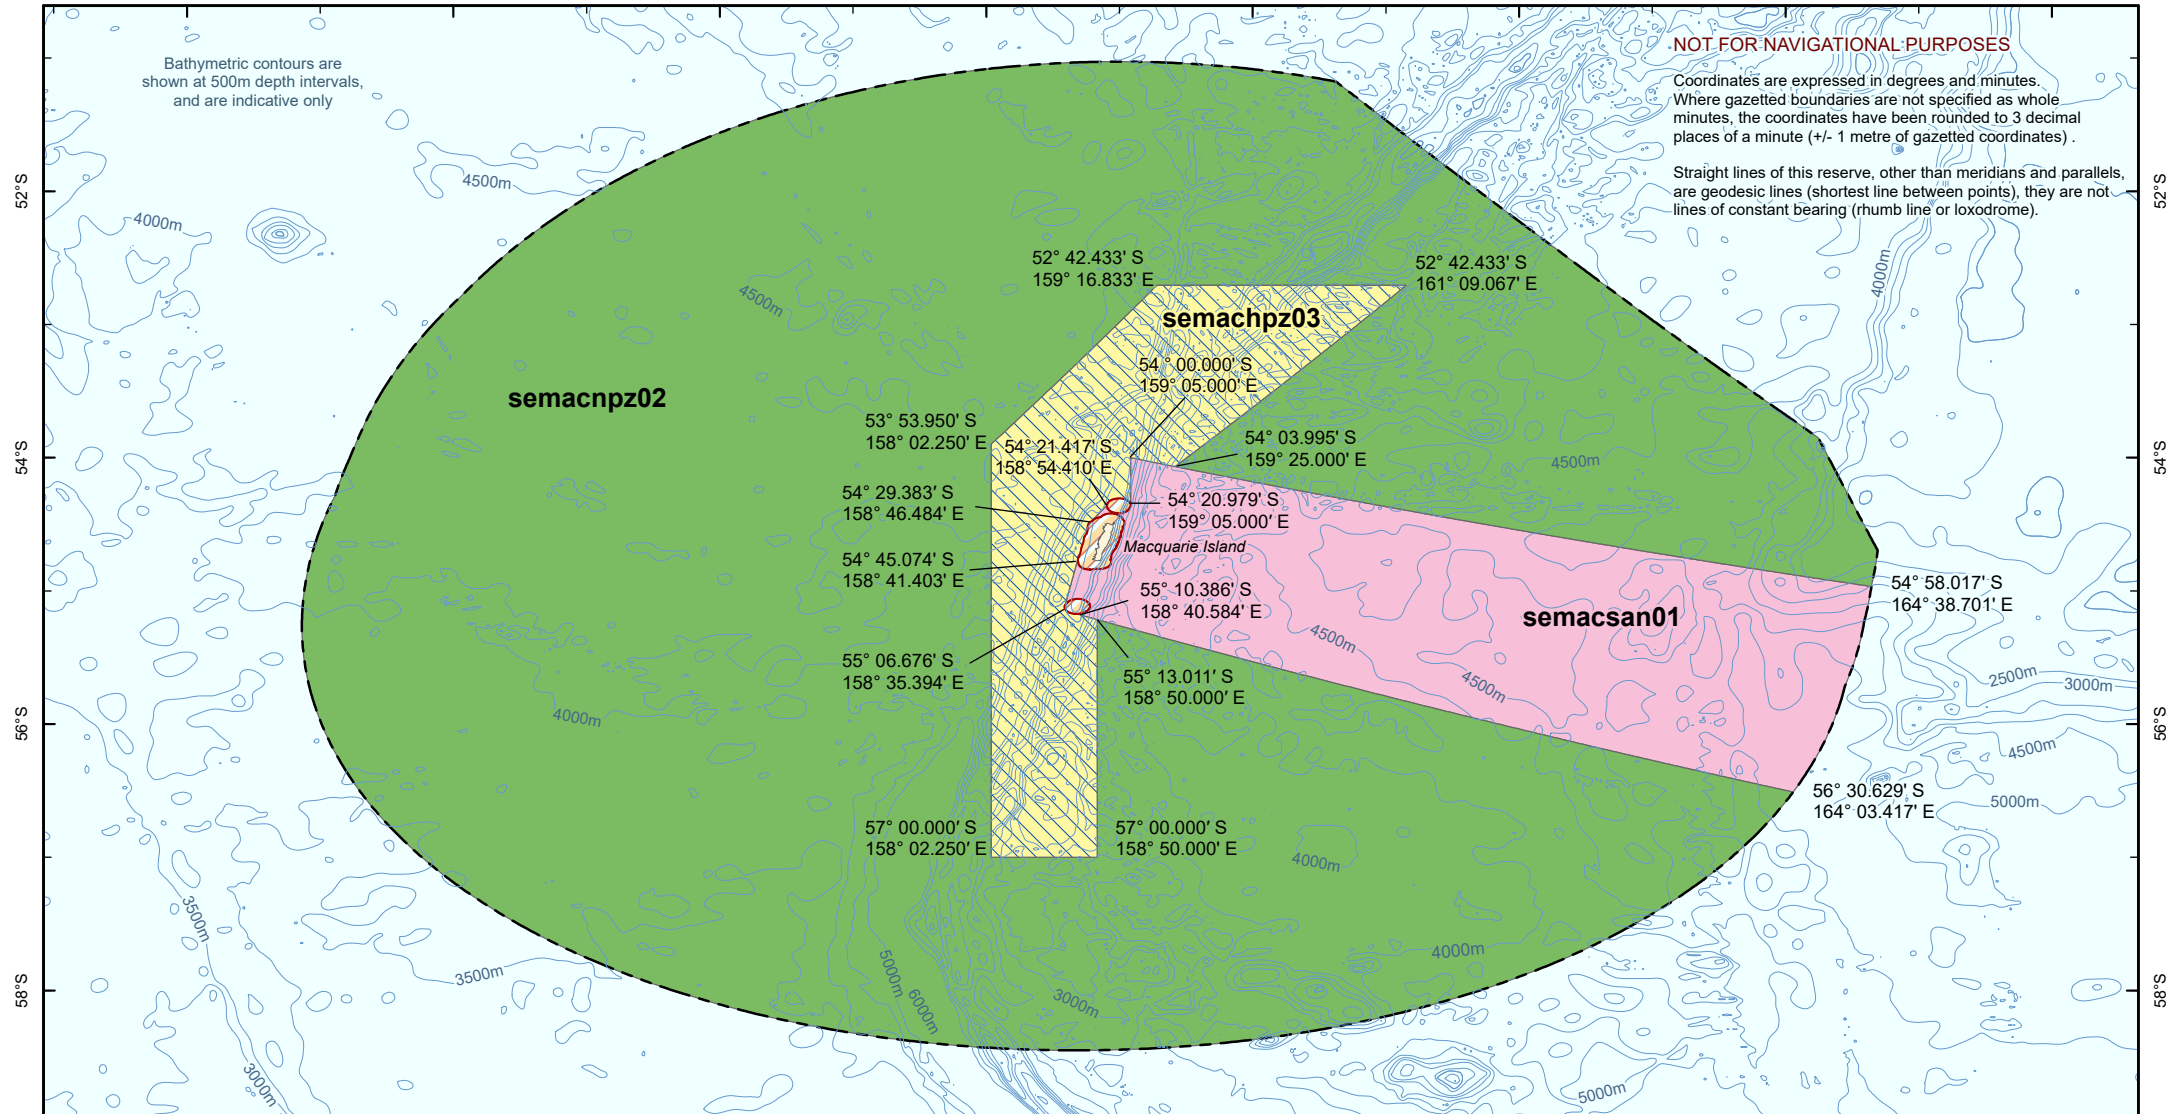 Bathymetric contours are
shown at 500m depth intervals,
and are indicative only
NOT FOR NAVIGATIONAL PURPOSES
Coordinates are expressed in degrees and minutes.
Where gazetted boundaries are not specified as whole
minutes, the coordinates have been rounded to 3 decimal
places of a minute (+/- 1 metre of gazetted coordinates) .
Straight lines of this reserve, other than meridians and parallels,
are geodesic lines (shortest line between points), they are not
lines of constant bearing (rhumb line or loxodrome).
52°S
52°S
4500m
4000m
4000m
52° 42.433' S
159° 16.833' E
52° 42.433' S
161° 09.067' E
4500m
semachpz03
54 ° 00.000' S
159° 05.000' E
semacnpz02
53° 53.950' S
158° 02.250' E
54° 21.417' S
158° 54.410' E
54° 03.995' S
159° 25.000' E
54°S
54°S
4500m
54° 29.383' S
158° 46.484' E
54° 20.979' S
159° 05.000' E
Macquarie Island
54° 45.074' S
158° 41.403' E
55° 10.386' S
158° 40.584' E
54° 58.017' S
164° 38.701' E
semacsan01
4500m
55° 06.676' S
158° 35.394' E
55° 13.011' S
158° 50.000' E
4500m
2500m
3000m
4000m
56°S
56°S
4500m
56° 30.629' S
164° 03.417' E
5000m
57° 00.000' S
158° 02.250' E
57° 00.000' S
158° 50.000' E
4000m
3500m
4000m
3500m
5000m
6000m
3000m
58°S
58°S
3000m
5000m